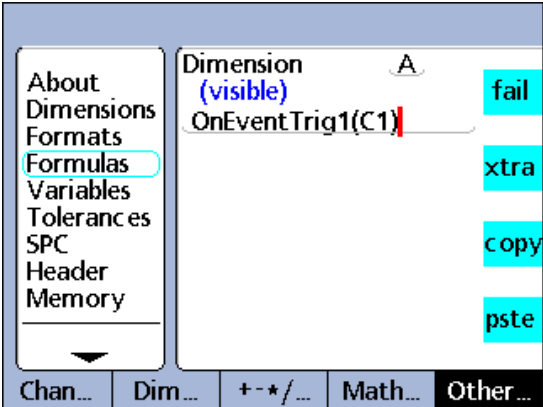 About
Dimensions
Formats
Formulas
Variables
Tolerances
SPC
Header
Memory
Dimension A
(visible)
OnEventTrig1(C1)
fail
xtra
copy
pste
Chan... Dim... +-*/... Math... Other...